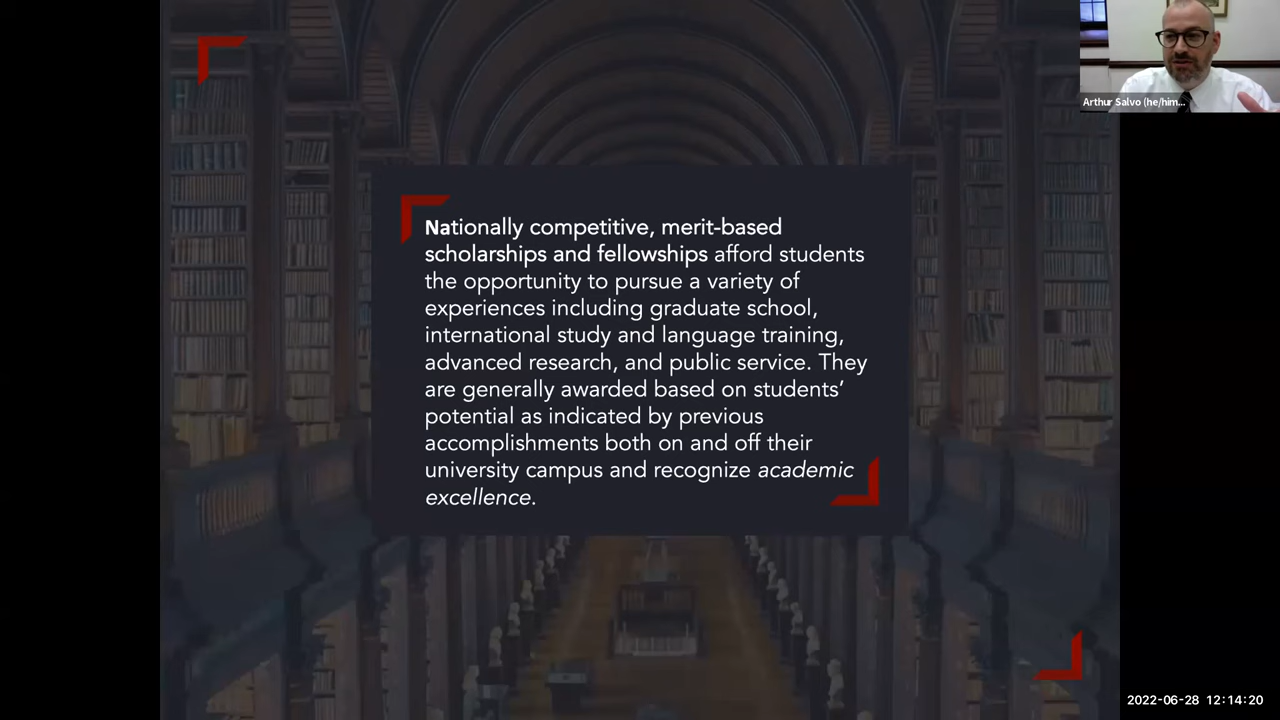 Arthur Salvo (he/him...
Nationally competitive, merit-based
scholarships and fellowships afford students
the opportunity to pursue a variety of
experiences including graduate school,
international study and language training,
advanced research, and public service. They
are generally awarded based on students’
potential as indicated by previous
accomplishments both on and off their
university campus and recognize academic
excellence.
2022-06-28 12:14:20